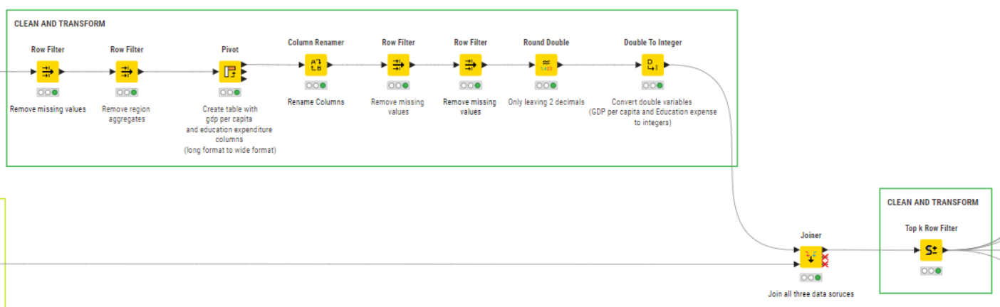 CLEAN AND TRANSFORM
Row Filter
Remove missing values
Row Filter
Remove region
aggregates
Pivot
Create table with
gdp per capita
and education expenditure
columns
(long format to wide format)
Column Renamer
Rename Columns
Row Filter
Remove missing
values
Row Filter
Remove missing
values
Round Double
Only leaving 2 decimals
Double To Integer
Convert double variables
(GDP per capita and Education expense
to integers)
Joiner
Join all three data soruces
CLEAN AND TRANSFORM
Top k Row Filter